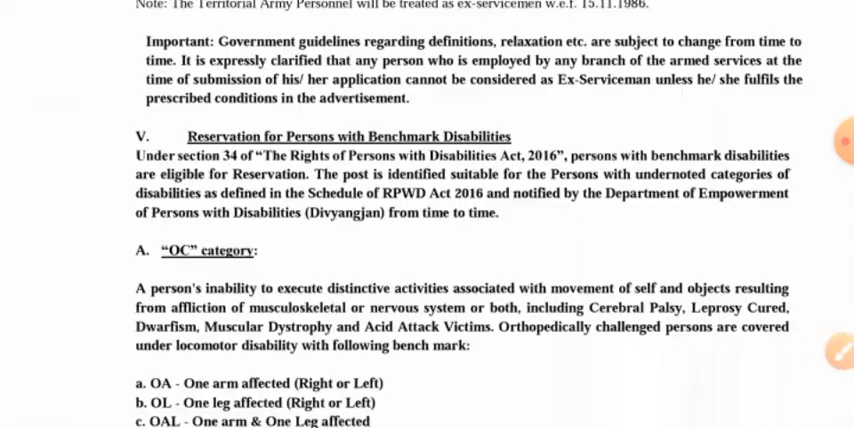 Note: The Territorial Army Personnel will be treated as ex-servicemen w.e.f. 15.11.1986.
Important: Government guidelines regarding definitions, relaxation etc. are subject to change from time to
time. It is expressly clarified that any person who is employed by any branch of the armed services at the
time of submission of his/ her application cannot be considered as Ex-Serviceman unless he/ she fulfils the
prescribed conditions in the advertisement.
V. Reservation for Persons with Benchmark Disabilities
Under section 34 of “The Rights of Persons with Disabilities Act, 2016”, persons with benchmark disabilities
are eligible for Reservation. The post is identified suitable for the Persons with undernoted categories of
disabilities as defined in the Schedule of RPWD Act 2016 and notified by the Department of Empowerment
of Persons with Disabilities (Divyangjan) from time to time.
A. “OC” category:
A person's inability to execute distinctive activities associated with movement of self and objects resulting
from affliction of musculoskeletal or nervous system or both, including Cerebral Palsy, Leprosy Cured,
Dwarfism, Muscular Dystrophy and Acid Attack Victims. Orthopedically challenged persons are covered
under locomotor disability with following bench mark:
a. OA - One arm affected (Right or Left)
b. OL - One leg affected (Right or Left)
c. OAL - One arm & One Leg affected